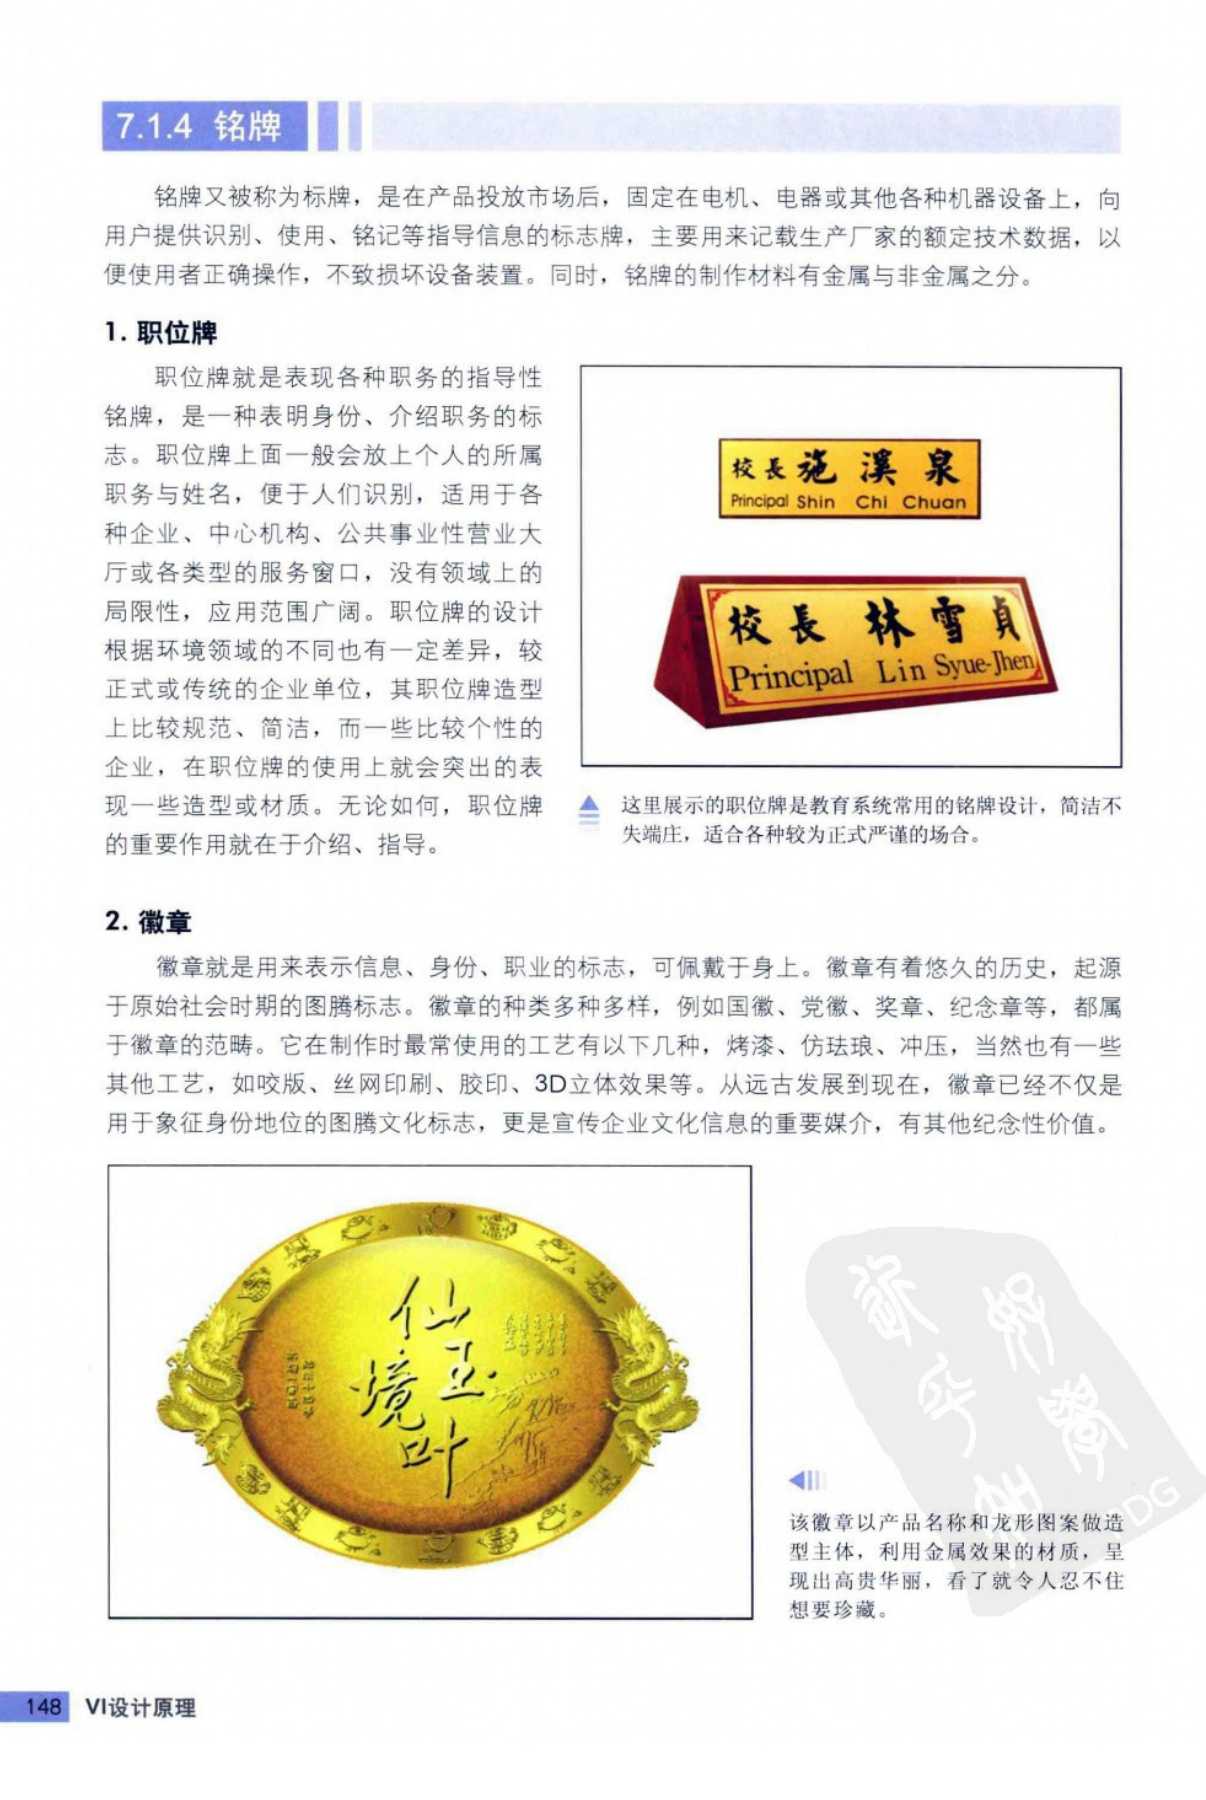 7.1.4 铭牌
铭牌又被称为标牌，是在产品投放市场后，固定在电机、电器或其他各种机器设备上，向
用户提供识别、使用、铭记等指导信息的标志牌，主要用来记载生产厂家的额定技术数据，以
便使用者正确操作，不致损坏设备装置。同时，铭牌的制作材料有金属与非金属之分。
1. 职位牌
职位牌就是表现各种职务的指导性
铭牌，是一种表明身份、介绍职务的标
志。职位牌上面一般会放上个人的所属
职务与姓名，便于人们识别，适用于各
种企业、中心机构、公共事业性营业大
厅或各类型的服务窗口，没有领域上的
局限性，应用范围广阔。职位牌的设计
根据环境领域的不同也有一定差异，较
正式或传统的企业单位，其职位牌造型
上比较规范、简洁，而一些比较个性的
企业，在职位牌的使用上就会突出的表
现一些造型或材质。无论如何，职位牌
的重要作用就在于介绍、指导。
校長 施溪泉
Principal Shin Chi Chuan
校長 林雪貞
Principal Lin Syue-Jhen
这里展示的职位牌是教育系统常用的铭牌设计，简洁不
失端庄，适合各种较为正式严谨的场合。
2. 徽章
徽章就是用来表示信息、身份、职业的标志，可佩戴于身上。徽章有着悠久的历史，起源
于原始社会时期的图腾标志。徽章的种类多种多样，例如国徽、党徽、奖章、纪念章等，都属
于徽章的范畴。它在制作时最常使用的工艺有以下几种，烤漆、仿珐琅、冲压，当然也有一些
其他工艺，如咬版、丝网印刷、胶印、3D立体效果等。从远古发展到现在，徽章已经不仅是
用于象征身份地位的图腾文化标志，更是宣传企业文化信息的重要媒介，有其他纪念性价值。
仙境
玉叶
该徽章以产品名称和龙形图案做造
型主体，利用金属效果的材质，呈
现出高贵华丽，看了就令人忍不住
想要珍藏。
148 VI设计原理